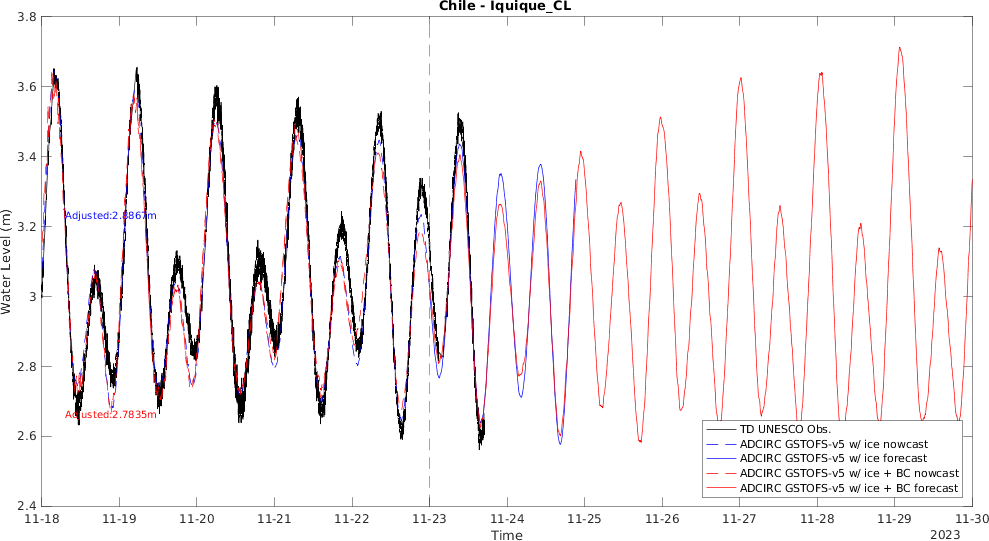 Chile - Iquique_CL
3.8
3.6
3.4
3.2
3
2.8
2.6
2.4
Water Level (m)
Adjusted:2.8867m
Adjusted:2.7835m
TD UNESCO Obs.
ADCIRC GSTOFS-v5 w/ ice nowcast
ADCIRC GSTOFS-v5 w/ ice forecast
ADCIRC GSTOFS-v5 w/ ice + BC nowcast
ADCIRC GSTOFS-v5 w/ ice + BC forecast
11-18 11-19 11-20 11-21 11-22 11-23 11-24 11-25 11-26 11-27 11-28 11-29 11-30
Time
2023